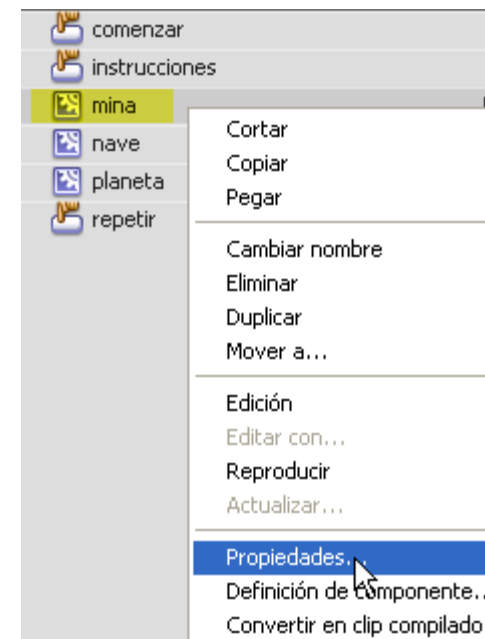 comenzar
instrucciones
mina
nave
planeta
repetir
Cortar
Copiar
Pegar
Cambiar nombre
Eliminar
Duplicar
Mover a...
Edición
Editar con...
Reproducir
Actualizar...
Propiedades...
Definición de componente..
Convertir en clip compilado